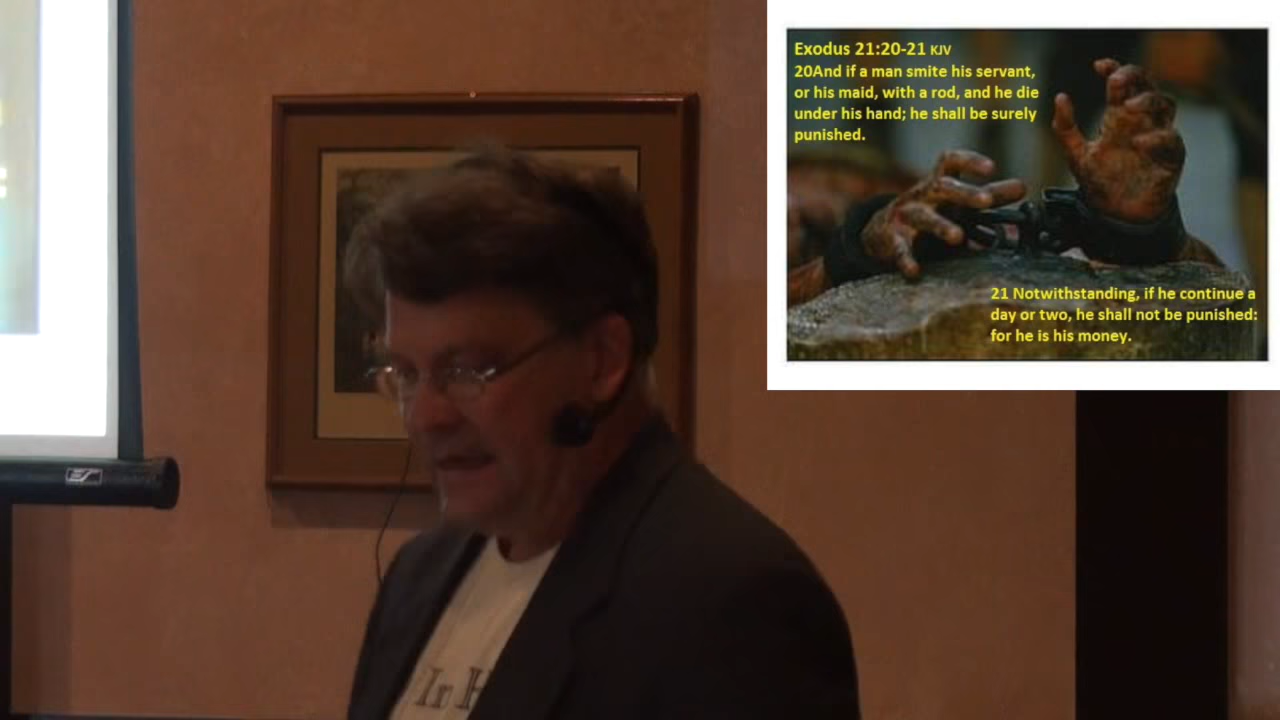 Exodus 21:20-21 KJV
20And if a man smite his servant,
or his maid, with a rod, and he die
under his hand; he shall be surely
punished.
21 Notwithstanding, if he continue a
day or two, he shall not be punished:
for he is his money.
In H